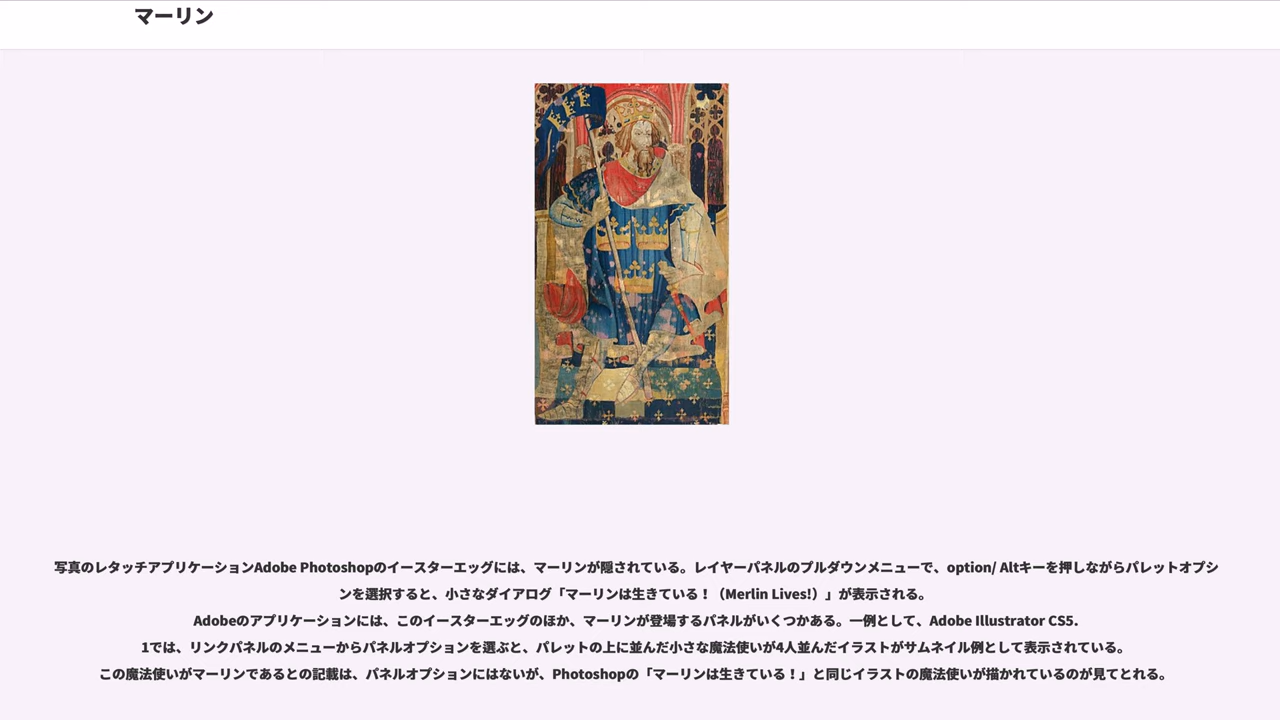 マーリン
写真のレタッチアプリケーションAdobe Photoshopのイースターエッグには、マーリンが隠されている。レイヤーパネルのプルダウンメニューで、option/ Altキーを押しながらパレットオプシ
ンを選択すると、小さなダイアログ「マーリンは生きている！（Merlin Lives!）」が表示される。
Adobeのアプリケーションには、このイースターエッグのほか、マーリンが登場するパネルがいくつかある。一例として、Adobe Illustrator CS5.
1では、リンクパネルのメニューからパネルオプションを選ぶと、パレットの上に並んだ小さな魔法使いが4人並んだイラストがサムネイル例として表示されている。
この魔法使いがマーリンであるとの記載は、パネルオプションにはないが、Photoshopの「マーリンは生きている！」と同じイラストの魔法使いが描かれているのが見てとれる。